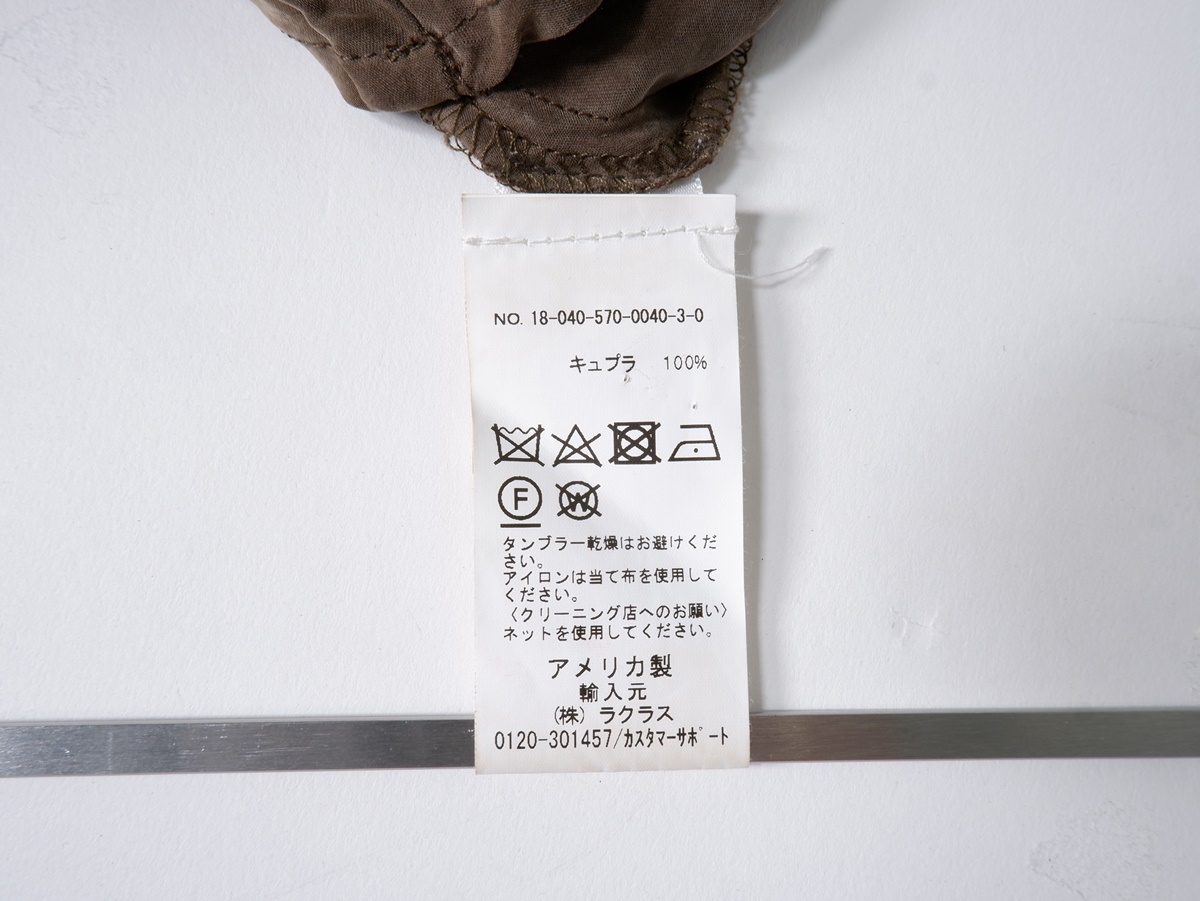 NO. 18-040-570-0040-3-0
キュプラ 100%
F
W
タンブラー乾燥はお避けくだ
さい。
アイロンは当て布を使用して
ください。
〈クリーニング店へのお願い〉
ネットを使用してください。
アメリカ製
輸入元
(株) ラクラス
0120-301457/カスタマーサポート